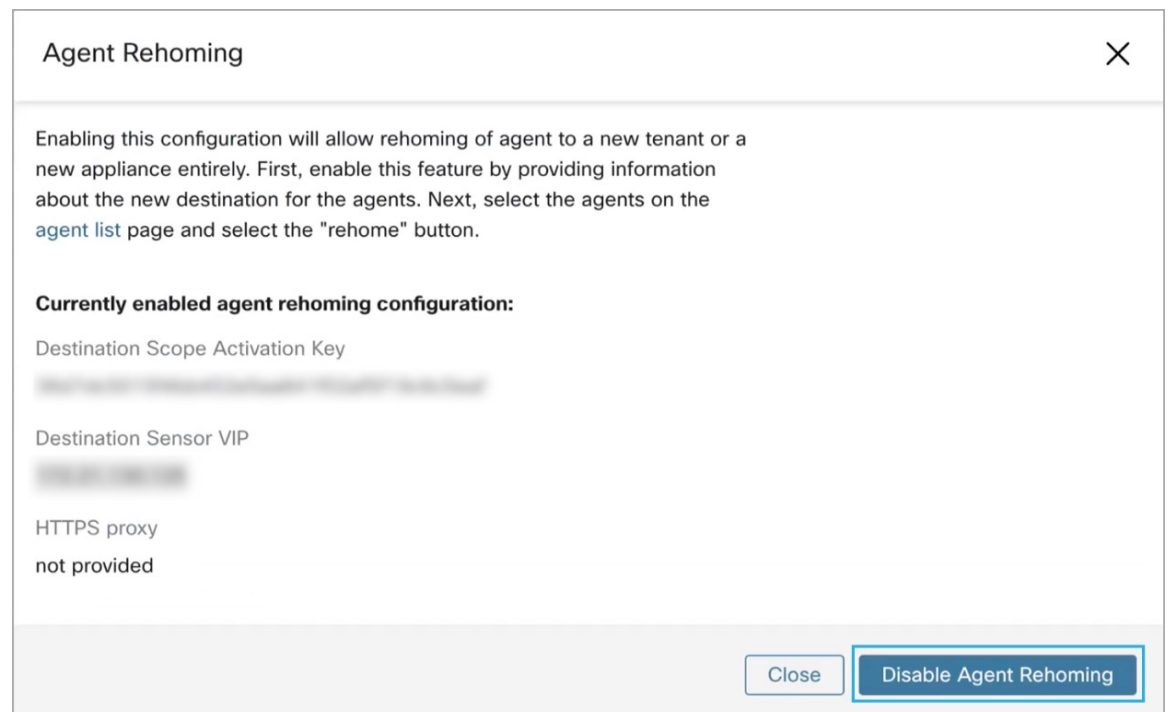 Agent Rehoming
Enabling this configuration will allow rehoming of agent to a new tenant or a
new appliance entirely. First, enable this feature by providing information
about the new destination for the agents. Next, select the agents on the
agent list page and select the "rehome" button.
Currently enabled agent rehoming configuration:
Destination Scope Activation Key
Destination Sensor VIP
HTTPS proxy
not provided
Close
Disable Agent Rehoming